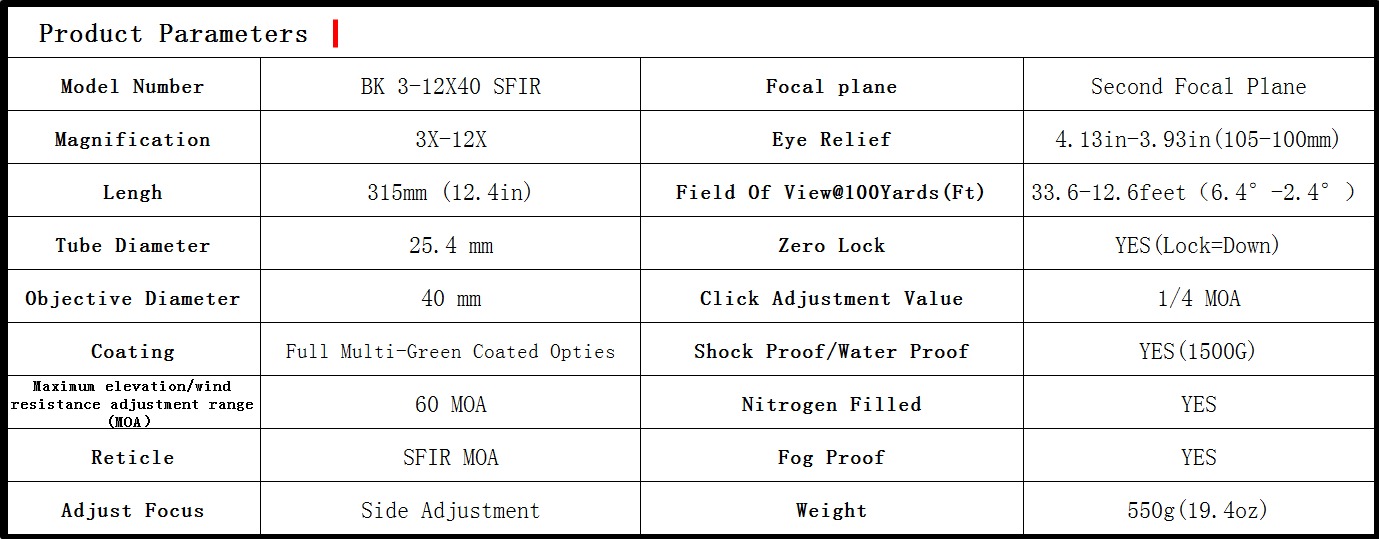 Product Parameters
Model Number BK 3-12X40 SFIR Focal plane Second Focal Plane
Magnification 3X-12X Eye Relief 4.13in-3.93in(105-100mm)
Lengh 315mm (12.4in) Field Of View@100Yards(Ft) 33.6-12.6feet（6.4°-2.4°）
Tube Diameter 25.4 mm Zero Lock YES(Lock=Down)
Objective Diameter 40 mm Click Adjustment Value 1/4 MOA
Coating Full Multi-Green Coated Opties Shock Proof/Water Proof YES(1500G)
Maximum elevation/wind
resistance adjustment range
(MOA） 60 MOA Nitrogen Filled YES
Reticle SFIR MOA Fog Proof YES
Adjust Focus Side Adjustment Weight 550g(19.4oz)